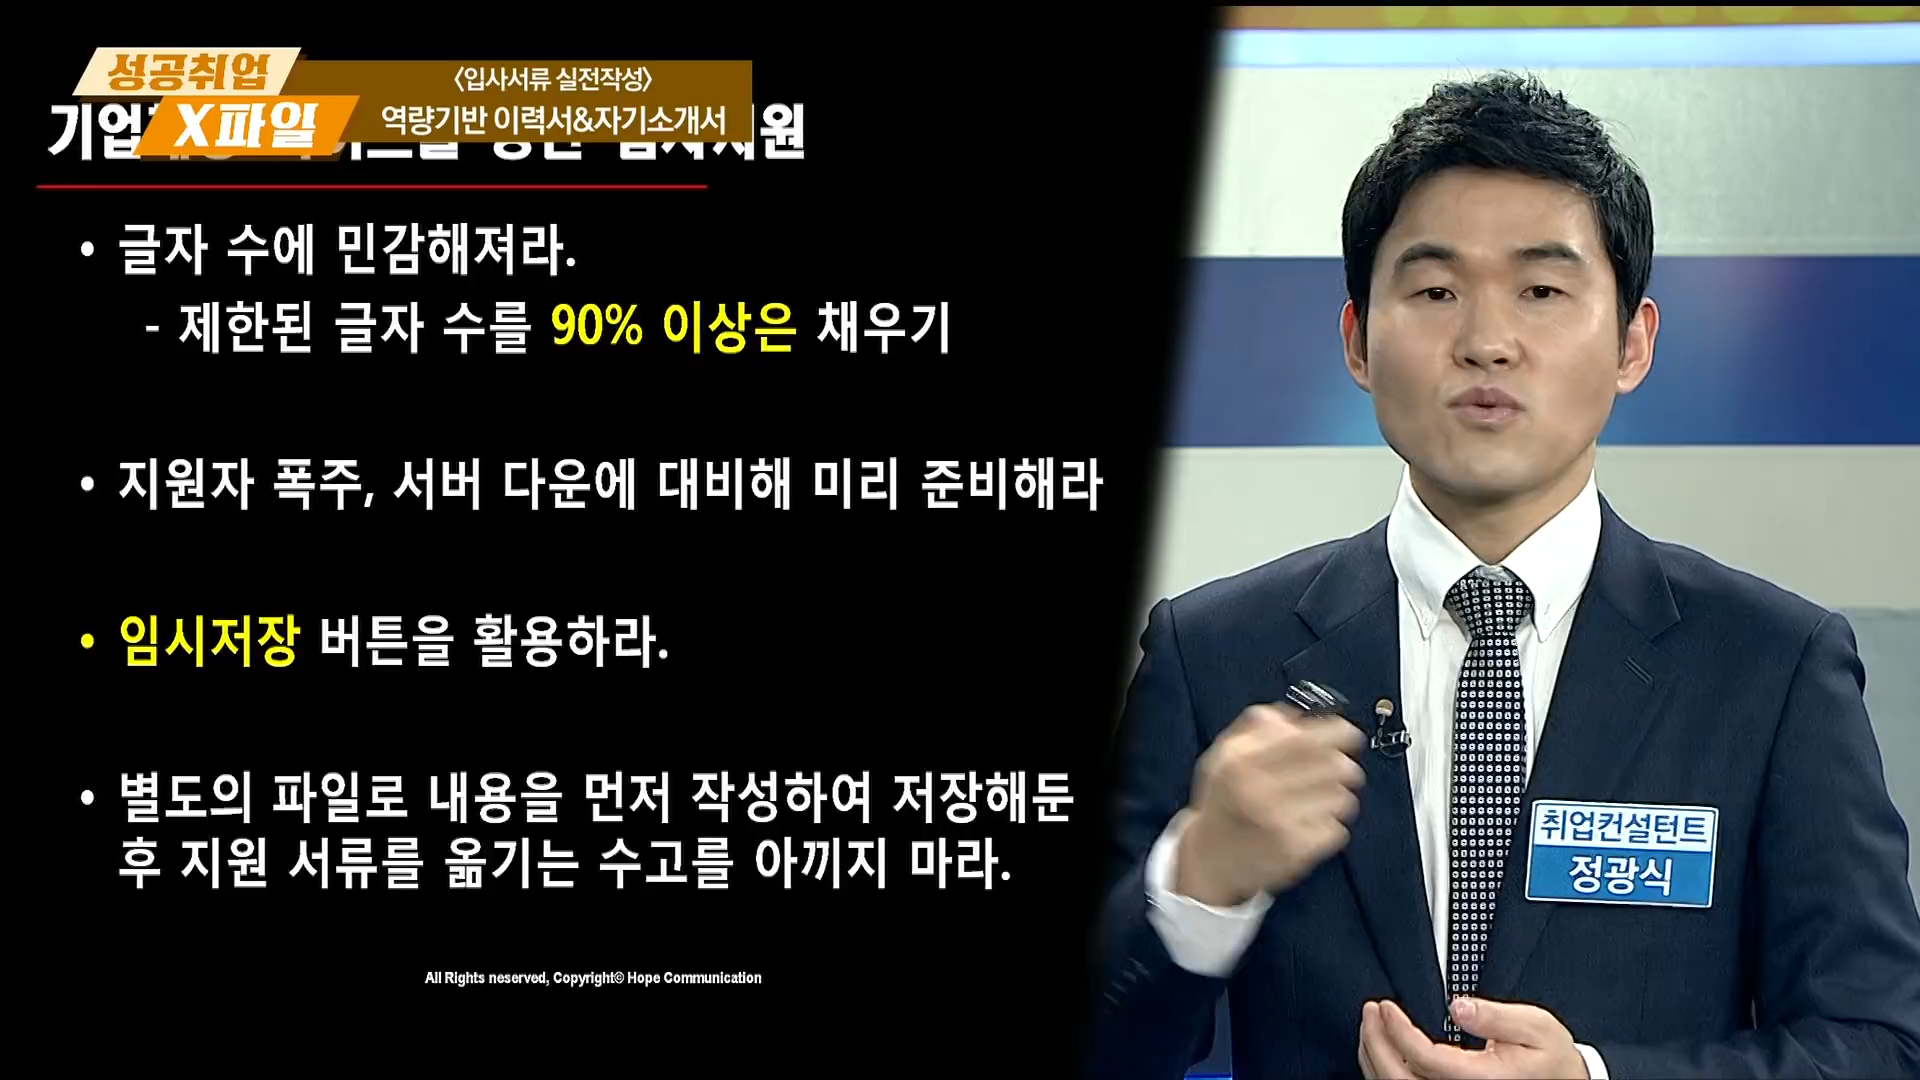 성공취업
X파일
〈입사서류 실전작성〉
역량기반 이력서&자기소개서
기업
원
• 글자 수에 민감해져라.
- 제한된 글자 수를 90% 이상은 채우기
• 지원자 폭주, 서버 다운에 대비해 미리 준비해라
• 임시저장 버튼을 활용하라.
• 별도의 파일로 내용을 먼저 작성하여 저장해둔
후 지원 서류를 옮기는 수고를 아끼지 마라.
All Rights neserved, Copyright© Hope Communication
취업컨설턴트
정광식